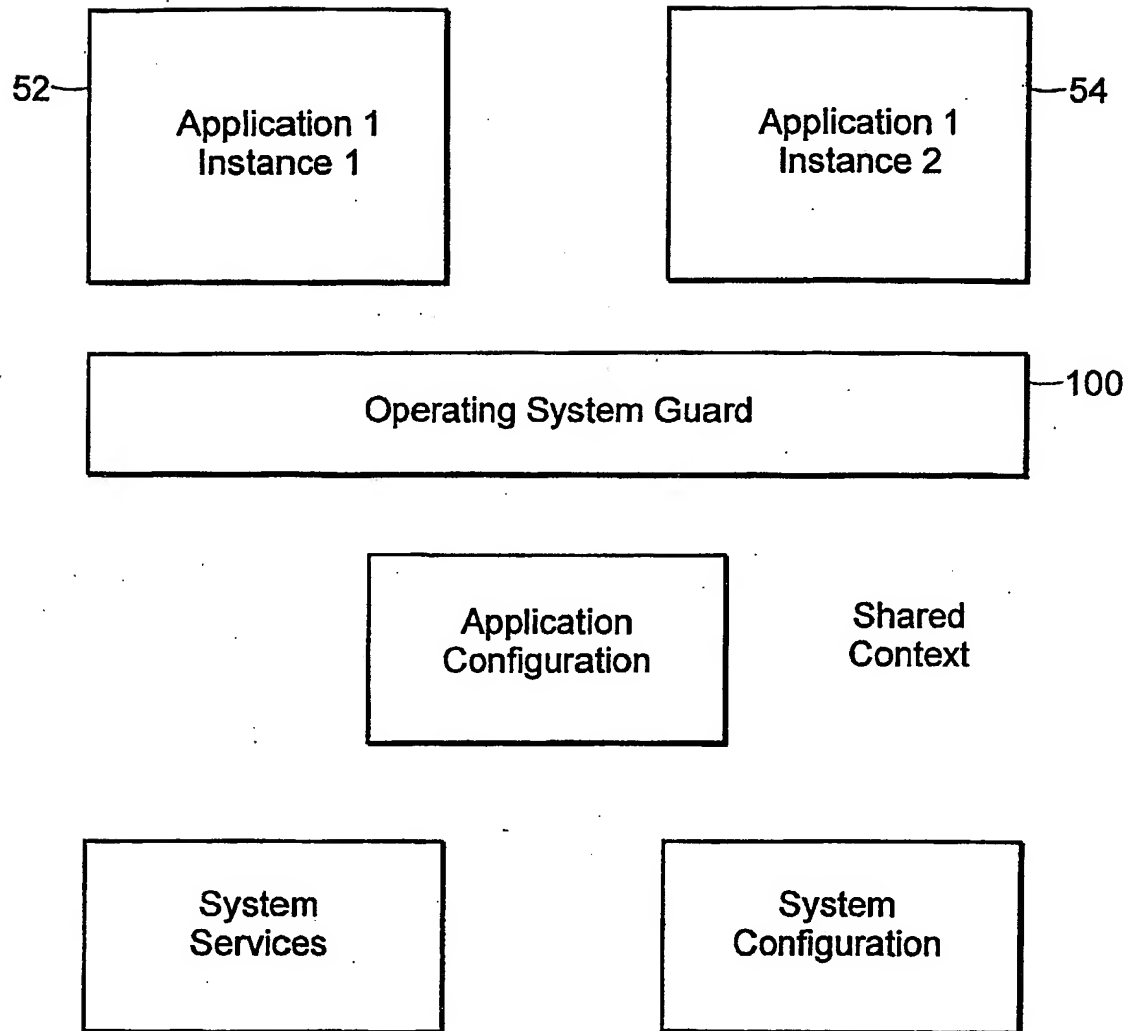 52
Application 1
Instance 1
Application 1
Instance 2
54
Operating System Guard
100
Application
Configuration
Shared
Context
System
Services
System
Configuration